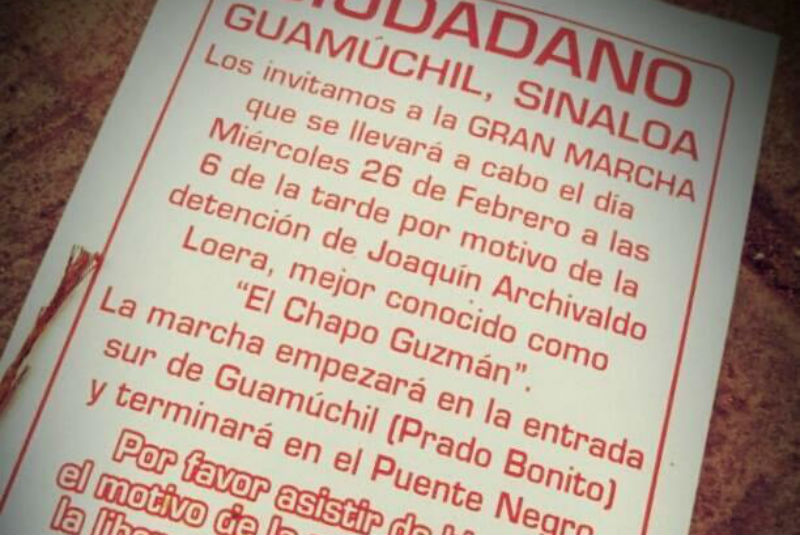 CIUDADANO
GUAMÚCHIL, SINALOA
Los invitamos a la GRAN MARCHA
que se llevará a cabo el día
Miércoles 26 de Febrero a las
6 de la tarde por motivo de la
detención de Joaquín Archivaldo
Loera, mejor conocido como
"El Chapo Guzmán".
La marcha empezará en la entrada
sur de Guamúchil (Prado Bonito)
y terminará en el Puente Negro
Por favor asistir de
el motivo de la
la